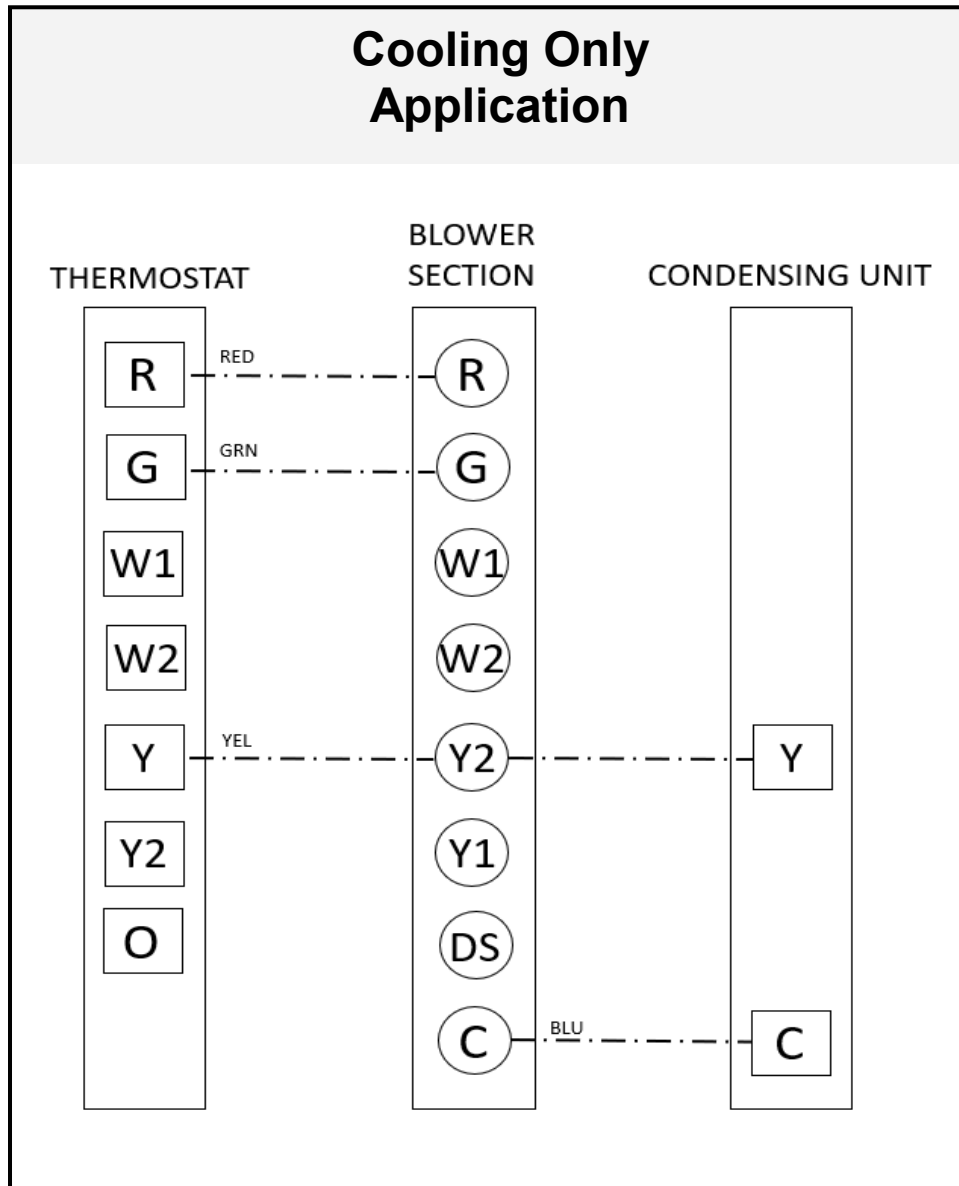 Cooling Only
Application
BLOWER
SECTION
THERMOSTAT
CONDENSING UNIT
R
RED
R
G
GRN
G
W1
W1
W2
W2
Y
YEL
Y2
Y
Y2
Y1
O
DS
C
BLU
C